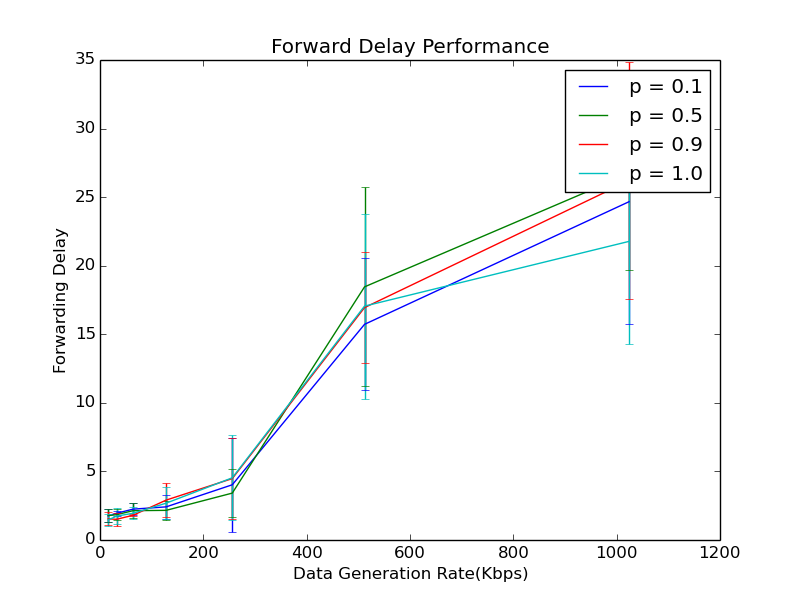 Forward Delay Performance
35
30
25
20
15
10
5
0
Forwarding Delay
p = 0.1
p = 0.5
p = 0.9
p = 1.0
0 200 400 600 800 1000 1200
Data Generation Rate(Kbps)